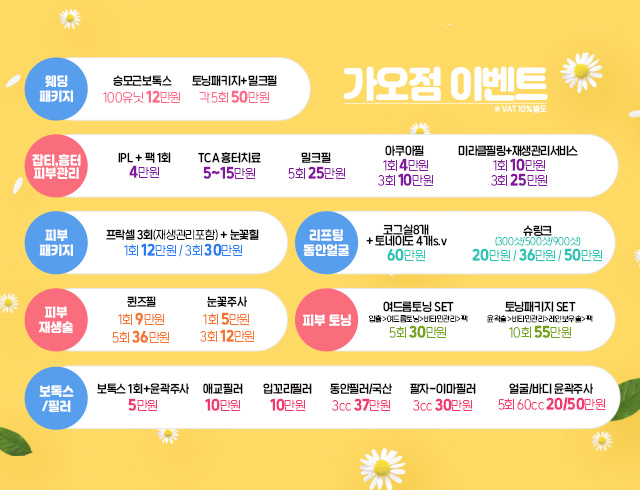 가오점 이벤트
※ VAT 10% 별도
웨딩
패키지
승모근보톡스
100유닛 12만원
토닝패키지+밀크필
각 5회 50만원
잡티,흉터
피부관리
IPL + 팩 1회
4만원
TCA 흉터치료
5~15만원
밀크필
5회 25만원
아쿠아필
1회 4만원
3회 10만원
미라클필링+재생관리서비스
1회 10만원
3회 25만원
피부
패키지
프락셀 3회(재생관리포함) + 눈꽃힐
1회 12만원 / 3회 30만원
리프팅
동안얼굴
코그실8개
+ 토네이도 4개s.v
60만원
슈링크
(300샷/500샷/900샷)
20만원 / 36만원 / 50만원
피부
재생술
퀸즈필
1회 9만원
5회 36만원
눈꽃주사
1회 5만원
3회 12만원
피부 토닝
여드름토닝 SET
압출>여드름토닝>비타민관리>팩
5회 30만원
토닝패키지 SET
윤곽술>비타민관리>레인보우솔>팩
10회 55만원
보톡스
/필러
보톡스 1회+윤곽주사
5만원
애교필러
10만원
입꼬리필러
10만원
동안필러/국산
3cc 37만원
팔자-이마필러
3cc 30만원
얼굴/바디 윤곽주사
5회 60cc 20/50만원